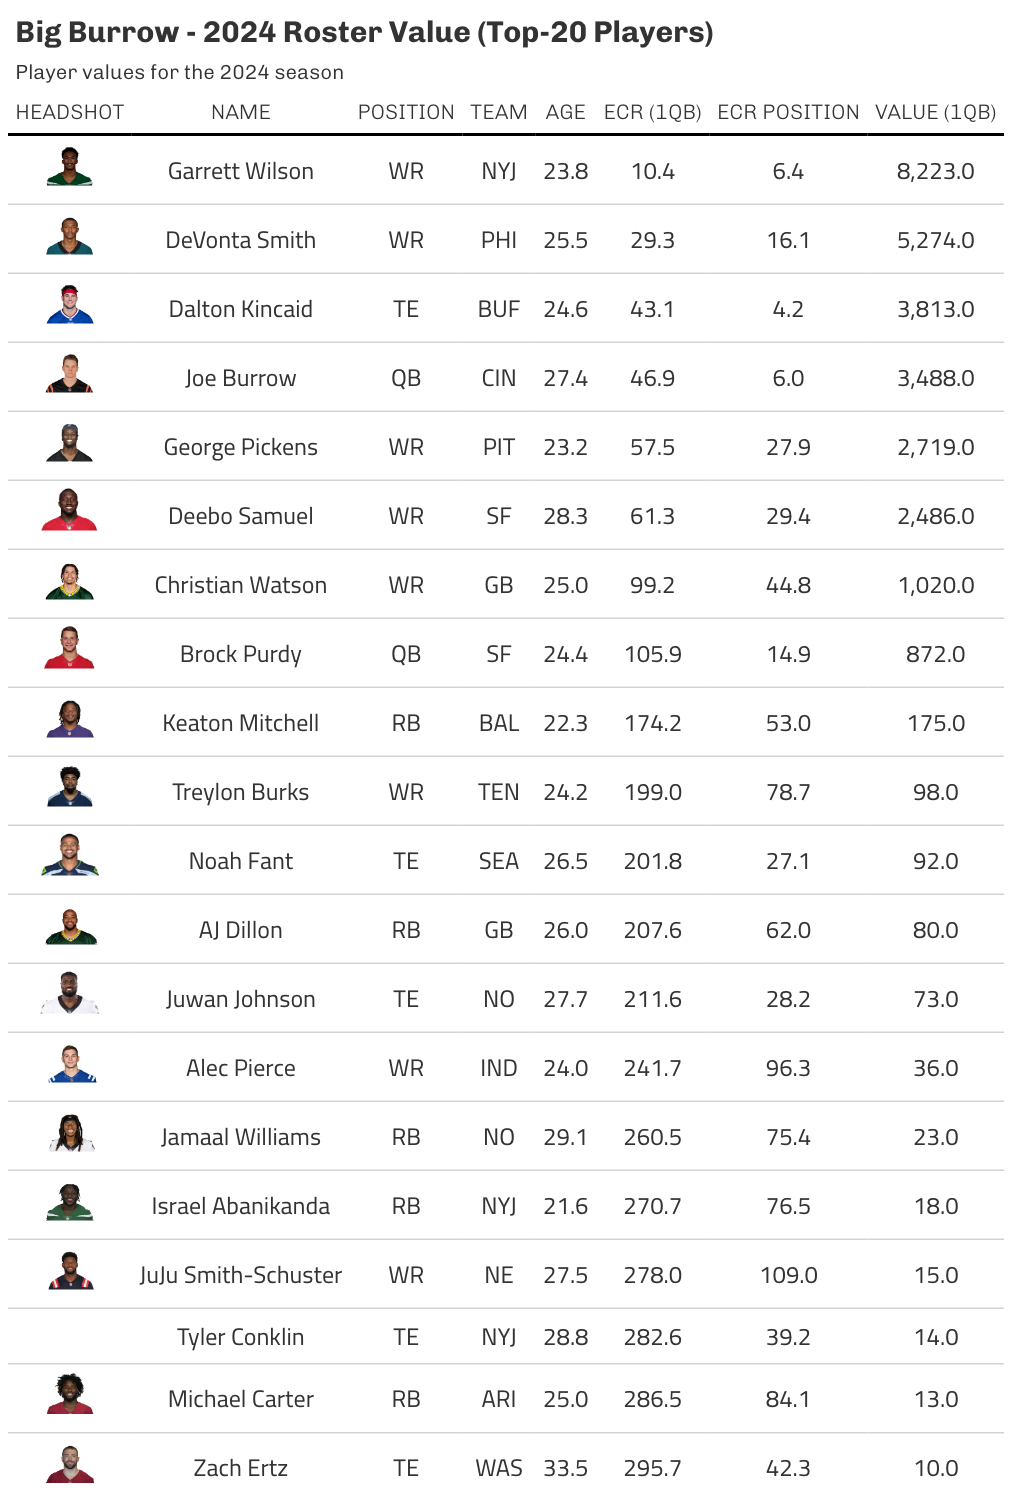 Big Burrow - 2024 Roster Value (Top-20 Players)
Player values for the 2024 season
HEADSHOT NAME POSITION TEAM AGE ECR (1QB) ECR POSITION VALUE (1QB)
Garrett Wilson WR NYJ 23.8 10.4 6.4 8,223.0
DeVonta Smith WR PHI 25.5 29.3 16.1 5,274.0
Dalton Kincaid TE BUF 24.6 43.1 4.2 3,813.0
Joe Burrow QB CIN 27.4 46.9 6.0 3,488.0
George Pickens WR PIT 23.2 57.5 27.9 2,719.0
Deebo Samuel WR SF 28.3 61.3 29.4 2,486.0
Christian Watson WR GB 25.0 99.2 44.8 1,020.0
Brock Purdy QB SF 24.4 105.9 14.9 872.0
Keaton Mitchell RB BAL 22.3 174.2 53.0 175.0
Treylon Burks WR TEN 24.2 199.0 78.7 98.0
Noah Fant TE SEA 26.5 201.8 27.1 92.0
AJ Dillon RB GB 26.0 207.6 62.0 80.0
Juwan Johnson TE NO 27.7 211.6 28.2 73.0
Alec Pierce WR IND 24.0 241.7 96.3 36.0
Jamaal Williams RB NO 29.1 260.5 75.4 23.0
Israel Abanikanda RB NYJ 21.6 270.7 76.5 18.0
JuJu Smith-Schuster WR NE 27.5 278.0 109.0 15.0
Tyler Conklin TE NYJ 28.8 282.6 39.2 14.0
Michael Carter RB ARI 25.0 286.5 84.1 13.0
Zach Ertz TE WAS 33.5 295.7 42.3 10.0